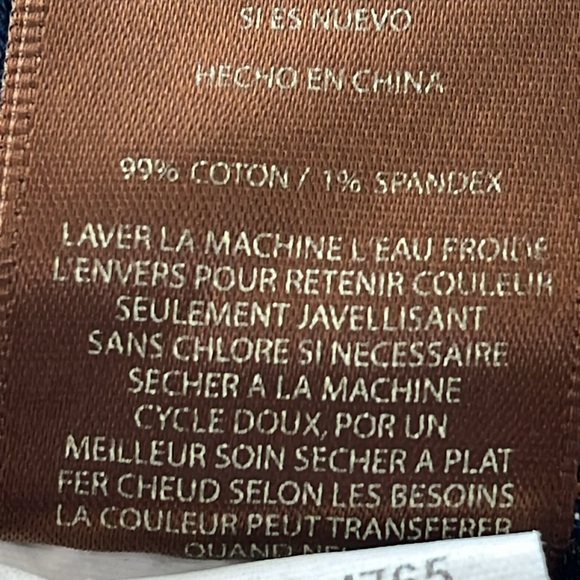 SI ES NUEVO
HECHO EN CHINA
99% COTON / 1% SPANDEX
LAVER LA MACHINE L'EAU FROIDE
L'ENVERS POUR RETENIR COULEUR
SEULEMENT JAVELLISANT
SANS CHLORE SI NECESSAIRE
SECHER A LA MACHINE
CYCLE DOUX, POR UN
MEILLEUR SOIN SECHER A PLAT
FER CHEUD SELON LES BESOINS
LA COULEUR PEUT TRANSFERER
QUAND